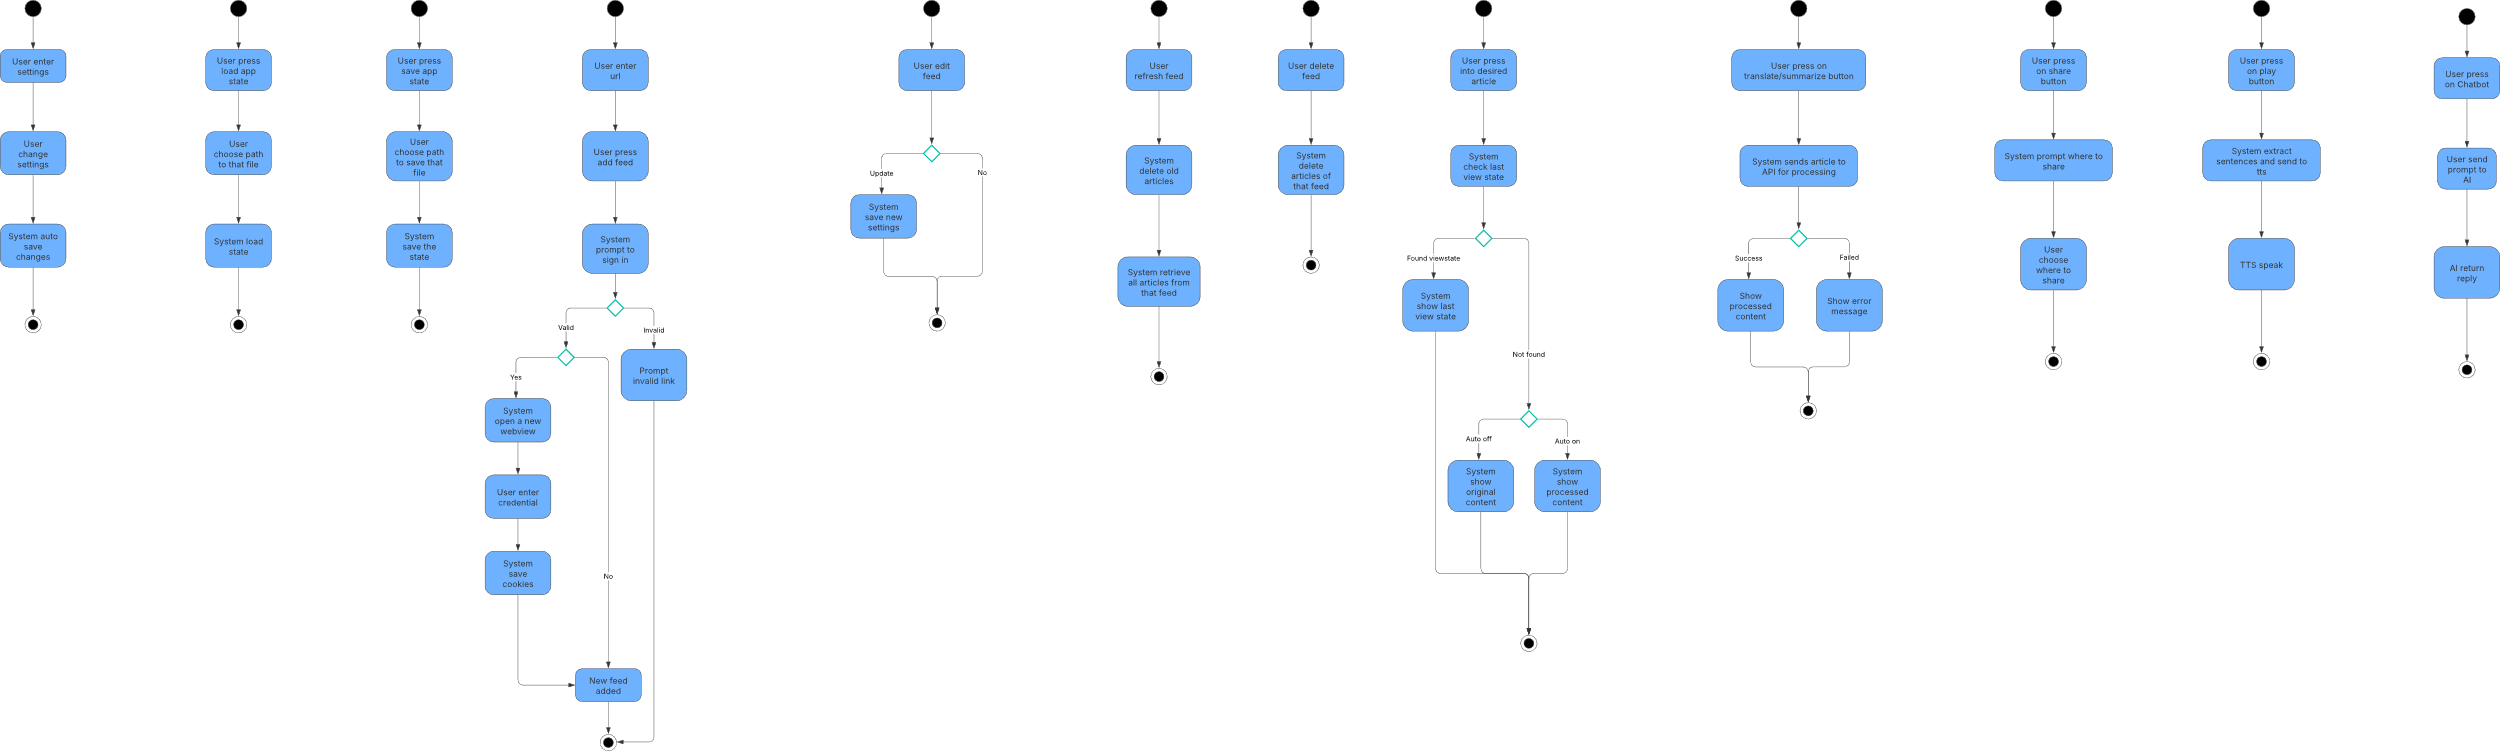 User enter
settings
User
change
settings
System auto
save
changes
User press
load app
state
User
choose path
to that file
System load
state
User press
save app
state
User
choose path
to save that
file
System
save the
state
User enter
url
User press
add feed
System
prompt to
sign in
Valid
Invalid
Yes
No
Prompt
invalid link
System
open a new
webview
User enter
credential
System
save
cookies
New feed
added
User edit
feed
Update
No
System
save new
settings
User
refresh feed
System
delete old
articles
System retrieve
all articles from
that feed
User delete
feed
System
delete
articles of
that feed
User press
into desired
article
System
check last
view state
Found viewstate
Not found
System
show last
view state
Auto off
Auto on
System
show
original
content
System
show
processed
content
User press on
translate/summarize button
System sends article to
API for processing
Success
Failed
Show
processed
content
Show error
message
User press
on share
button
System prompt where to
share
User
choose
where to
share
User press
on play
button
System extract
sentences and send to
tts
TTS speak
User press
on Chatbot
User send
prompt to
AI
AI return
reply